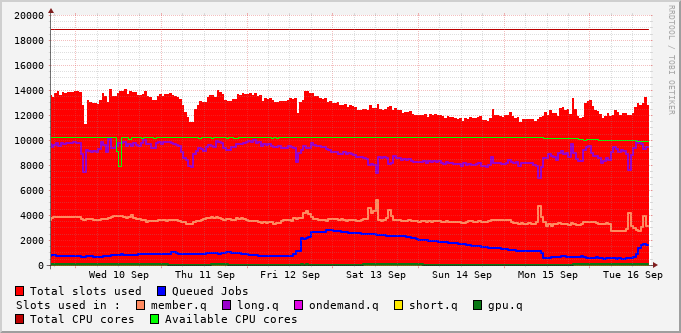 20000
18000
16000
14000
12000
10000
8000
6000
4000
2000
0
Wed 10 Sep Thu 11 Sep Fri 12 Sep Sat 13 Sep Sun 14 Sep Mon 15 Sep Tue 16 Sep
RRDTOOL / TOBI OETIKER
Total slots used Queued Jobs
Slots used in : member.q long.q ondemand.q short.q gpu.q
Total CPU cores Available CPU cores